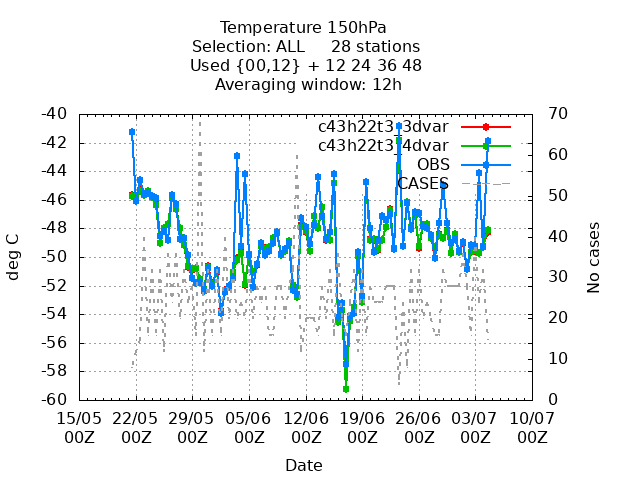 Temperature 150hPa
Selection: ALL 28 stations
Used {00,12} + 12 24 36 48
Averaging window: 12h
c43h22t3_3dvar
c43h22t3_4dvar
OBS
CASES
-40
-42
-44
-46
-48
-50
-52
-54
-56
-58
-60
deg C
70
60
50
40
30
20
10
0
No cases
15/05 22/05 29/05 05/06 12/06 19/06 26/06 03/07 10/07
00Z 00Z 00Z 00Z 00Z 00Z 00Z 00Z 00Z
Date